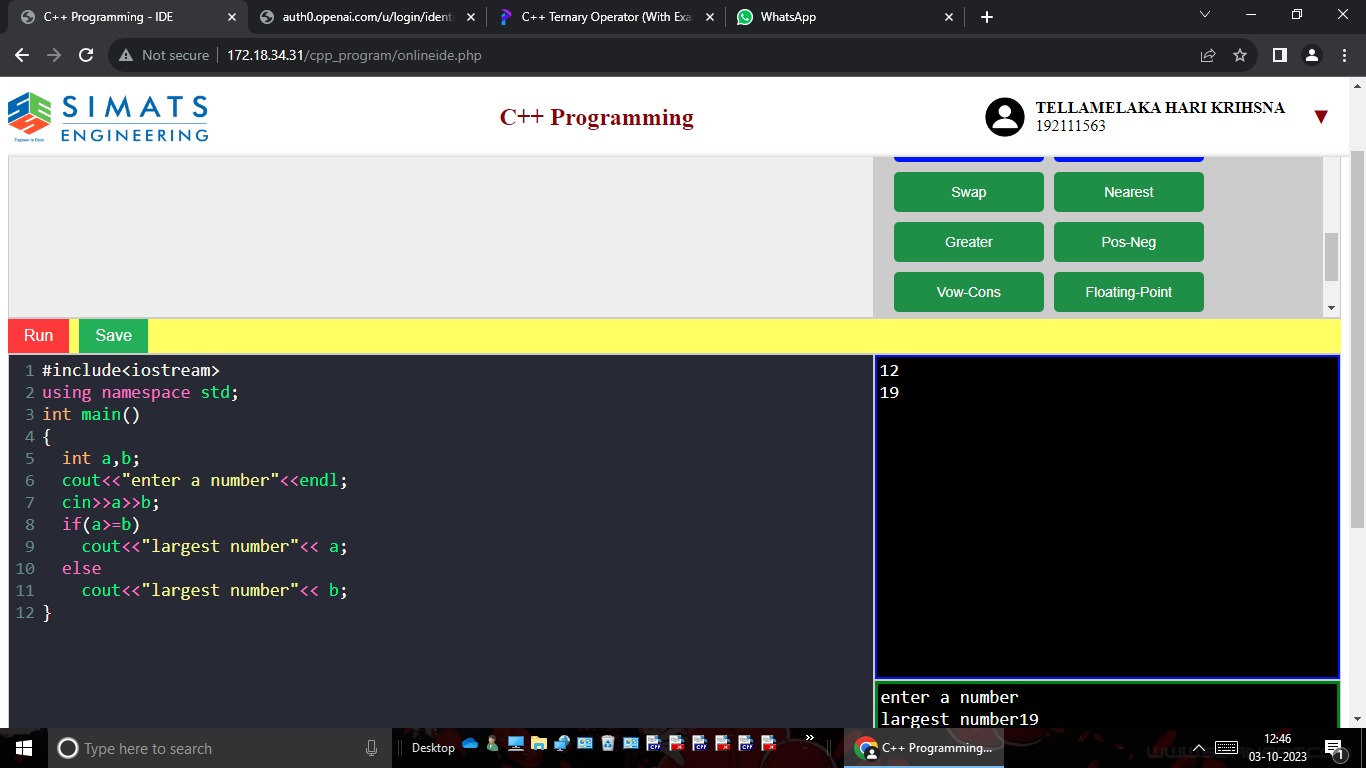 C++ Programming - IDE
auth0.openai.com/u/login/identi
C++ Ternary Operator (With Exa
WhatsApp
Not secure
172.18.34.31/cpp_program/onlineide.php
SIMATS
ENGINEERING
Engineer to Excel
C++ Programming
TELLAMELAKA HARI KRIHSNA
192111563
Swap
Nearest
Greater
Pos-Neg
Vow-Cons
Floating-Point
Run
Save
1 #include<iostream>
2 using namespace std;
3 int main()
4 {
5 int a,b;
6 cout<<"enter a number"<<endl;
7 cin>>a>>b;
8 if(a>=b)
9 cout<<"largest number"<< a;
10 else
11 cout<<"largest number"<< b;
12 }
12
19
enter a number
largest number19
Type here to search
Desktop
C++ Programming...
12:46
03-10-2023
1